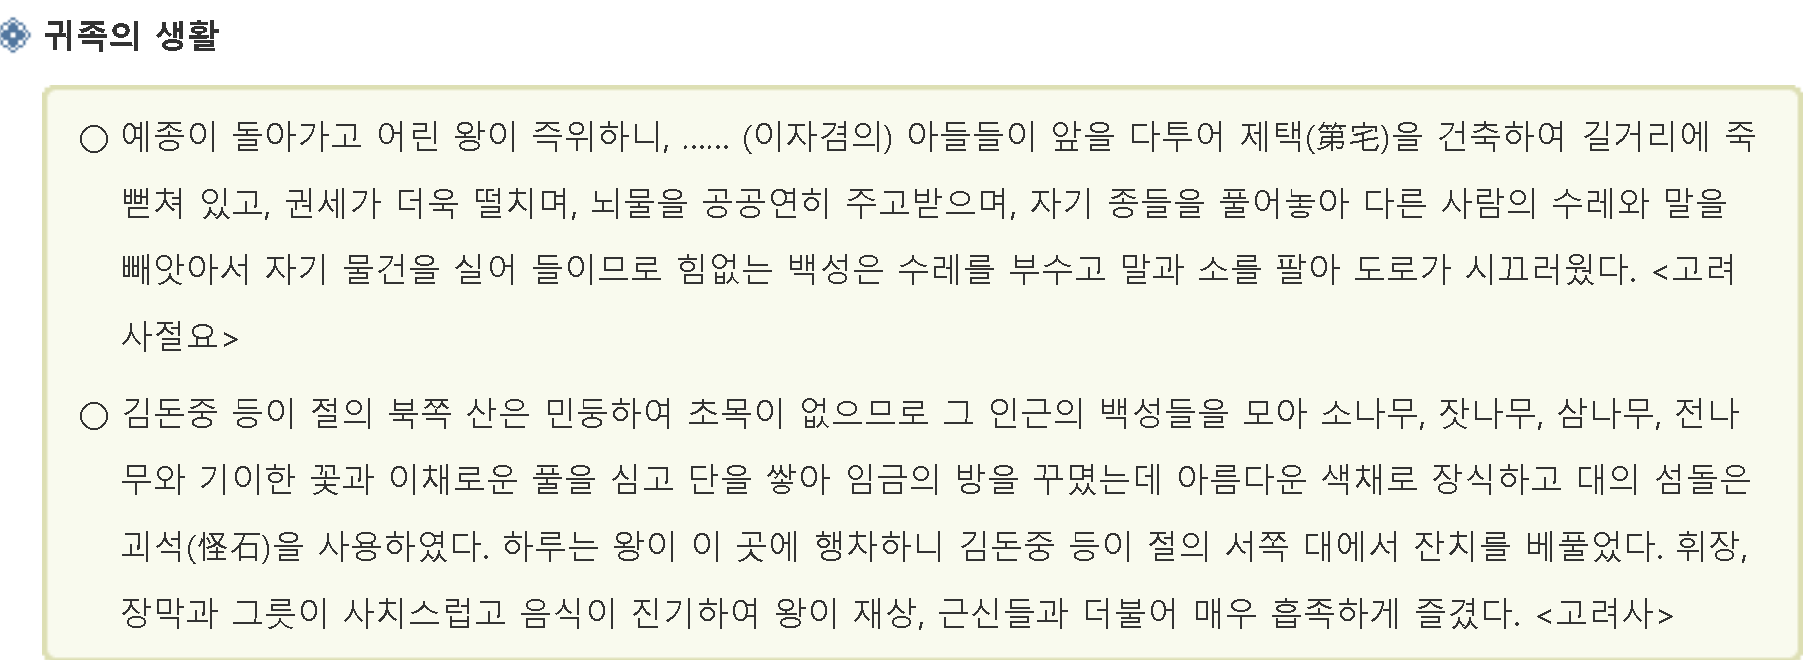 귀족의 생활
○ 예종이 돌아가고 어린 왕이 즉위하니, ...... (이자겸의) 아들들이 앞을 다투어 제택(第宅)을 건축하여 길거리에 죽
뻗쳐 있고, 권세가 더욱 떨치며, 뇌물을 공공연히 주고받으며, 자기 종들을 풀어놓아 다른 사람의 수레와 말을
빼앗아서 자기 물건을 실어 들이므로 힘없는 백성은 수레를 부수고 말과 소를 팔아 도로가 시끄러웠다. <고려
사절요>
○ 김돈중 등이 절의 북쪽 산은 민둥하여 초목이 없으므로 그 인근의 백성들을 모아 소나무, 잣나무, 삼나무, 전나
무와 기이한 꽃과 이채로운 풀을 심고 단을 쌓아 임금의 방을 꾸몄는데 아름다운 색채로 장식하고 대의 섬돌은
괴석(怪石)을 사용하였다. 하루는 왕이 이 곳에 행차하니 김돈중 등이 절의 서쪽 대에서 잔치를 베풀었다. 휘장,
장막과 그릇이 사치스럽고 음식이 진기하여 왕이 재상, 근신들과 더불어 매우 흡족하게 즐겼다. <고려사>